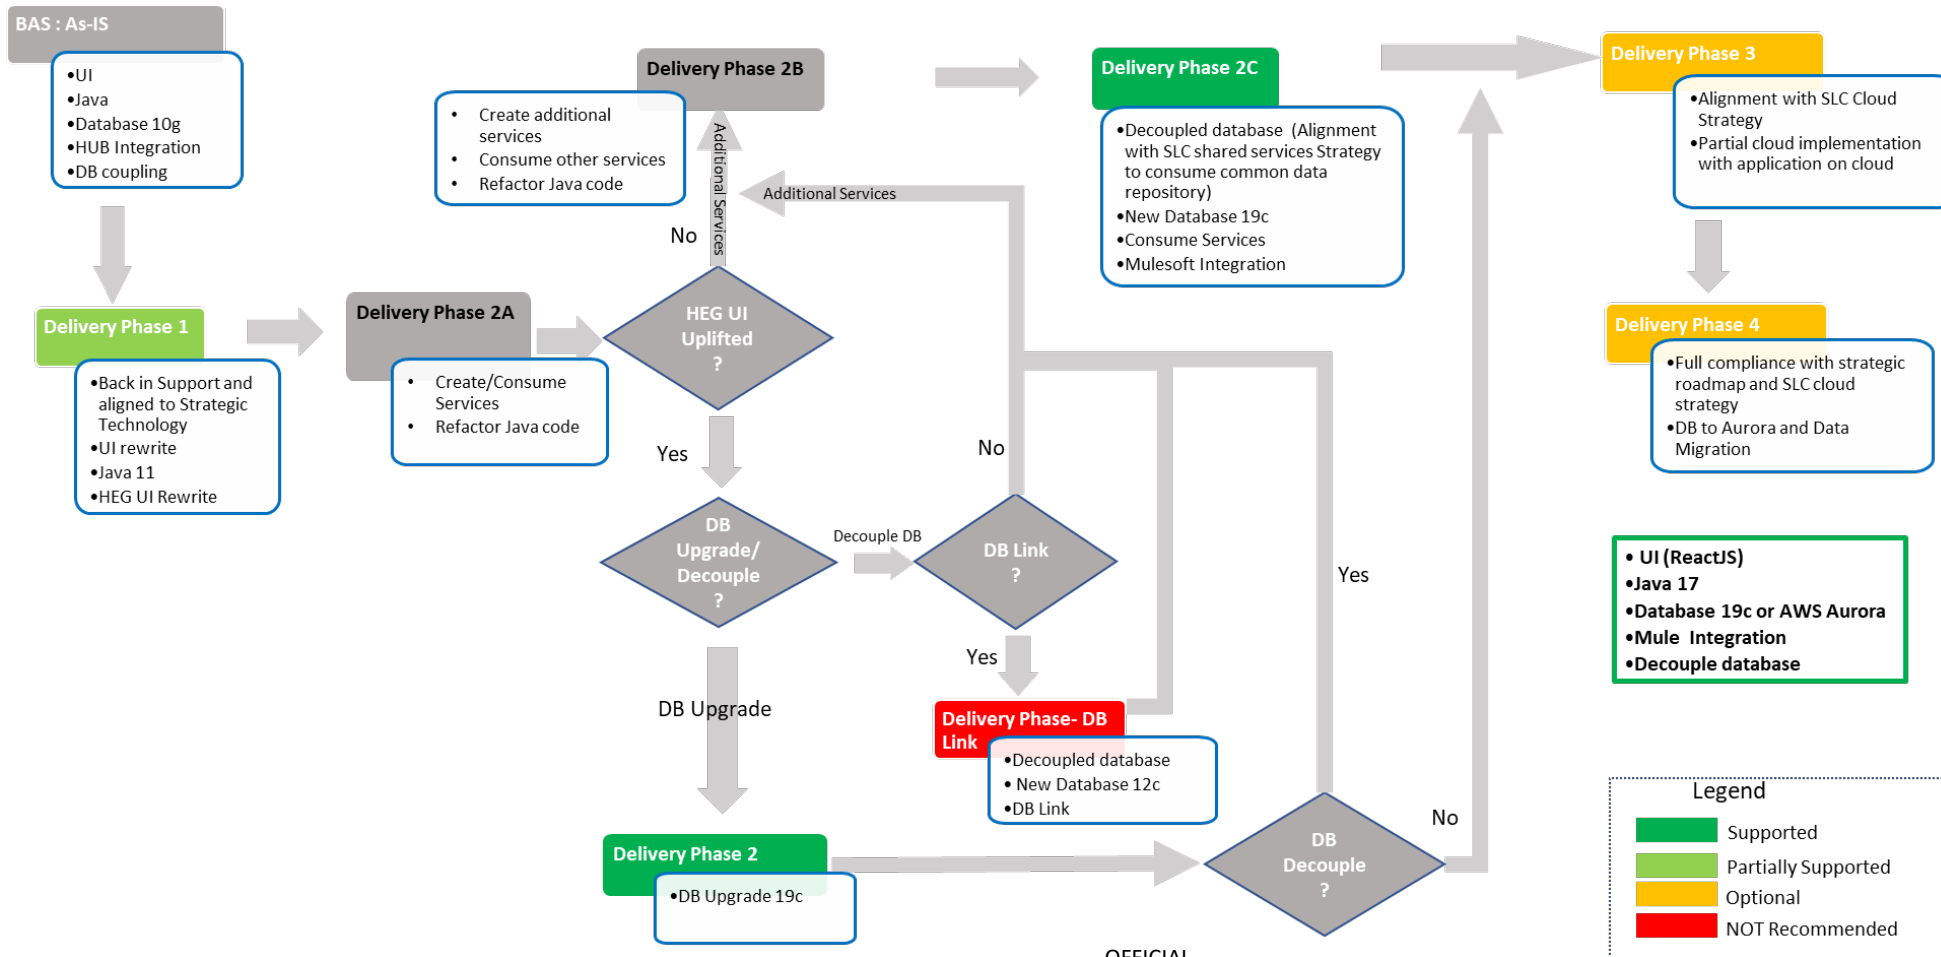 BAS : As-IS
•UI
•Java
•Database 10g
•HUB Integration
•DB coupling
Delivery Phase 1
•Back in Support and
aligned to Strategic
Technology
•UI rewrite
•Java 11
•HEG UI Rewrite
Delivery Phase 2A
• Create/Consume
Services
• Refactor Java code
Delivery Phase 2B
• Create additional
services
• Consume other services
• Refactor Java code
Additional Services
No
HEG UI
Uplifted
?
Yes
DB
Upgrade/
Decouple
?
Decouple DB
DB Link
?
No
Additional Services
Yes
Delivery Phase- DB
Link
•Decoupled database
• New Database 12c
•DB Link
DB Upgrade
Delivery Phase 2
•DB Upgrade 19c
DB
Decouple
?
Yes
No
Delivery Phase 2C
•Decoupled database (Alignment
with SLC shared services Strategy
to consume common data
repository)
•New Database 19c
•Consume Services
•Mulesoft Integration
Delivery Phase 3
•Alignment with SLC Cloud
Strategy
•Partial cloud implementation
with application on cloud
Delivery Phase 4
•Full compliance with strategic
roadmap and SLC cloud
strategy
•DB to Aurora and Data
Migration
• UI (ReactJS)
•Java 17
•Database 19c or AWS Aurora
•Mule Integration
•Decouple database
Legend
Supported
Partially Supported
Optional
NOT Recommended
OFFICIAL